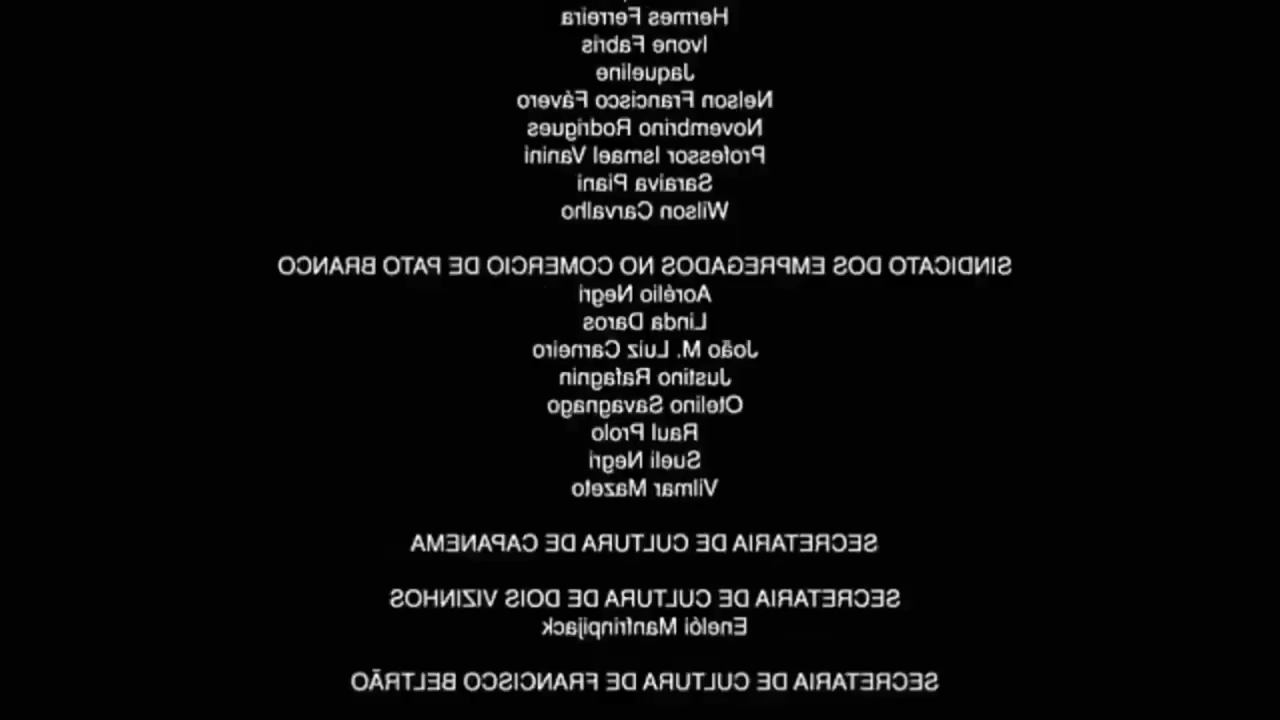 Hermes Ferreira
Ivone Fabris
Jaqueline
Nelson Francisco Fávero
Novembrino Rodrigues
Professor Ismael Vanini
Saraiva Piani
Wilson Carvalho
SINDICATO DOS EMPREGADOS NO COMERCIO DE PATO BRANCO
Aorélio Negri
Linda Daros
João M. Luiz Carneiro
Justino Rafagnin
Otelino Savagnago
Raul Prolo
Sueli Negri
Vilmar Mazeto
SECRETARIA DE CULTURA DE CAPANEMA
SECRETARIA DE CULTURA DE DOIS VIZINHOS
Enelói Manfrinpijack
SECRETARIA DE CULTURA DE FRANCISCO BELTRÃO